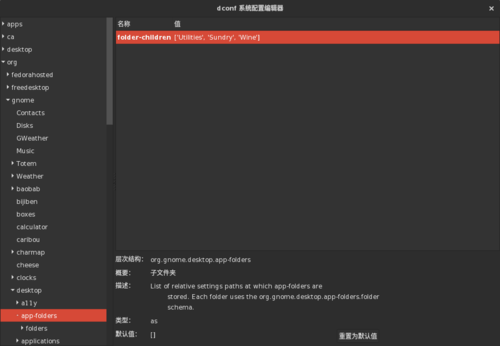 dconf 系统配置编辑器
apps
ca
desktop
org
fedorahosted
freedesktop
gnome
Contacts
Disks
GWeather
Music
Totem
Weather
baobab
bijiben
boxes
calculator
caribou
charmap
cheese
clocks
desktop
a11y
app-folders
folders
applications
名称 值
folder-children ['Utilities', 'Sundry', 'Wine']
层次结构: org.gnome.desktop.app-folders
概要: 子文件夹
描述: List of relative settings paths at which app-folders are
stored. Each folder uses the org.gnome.desktop.app-folders.folder
schema.
类型: as
默认值: []
重置为默认值